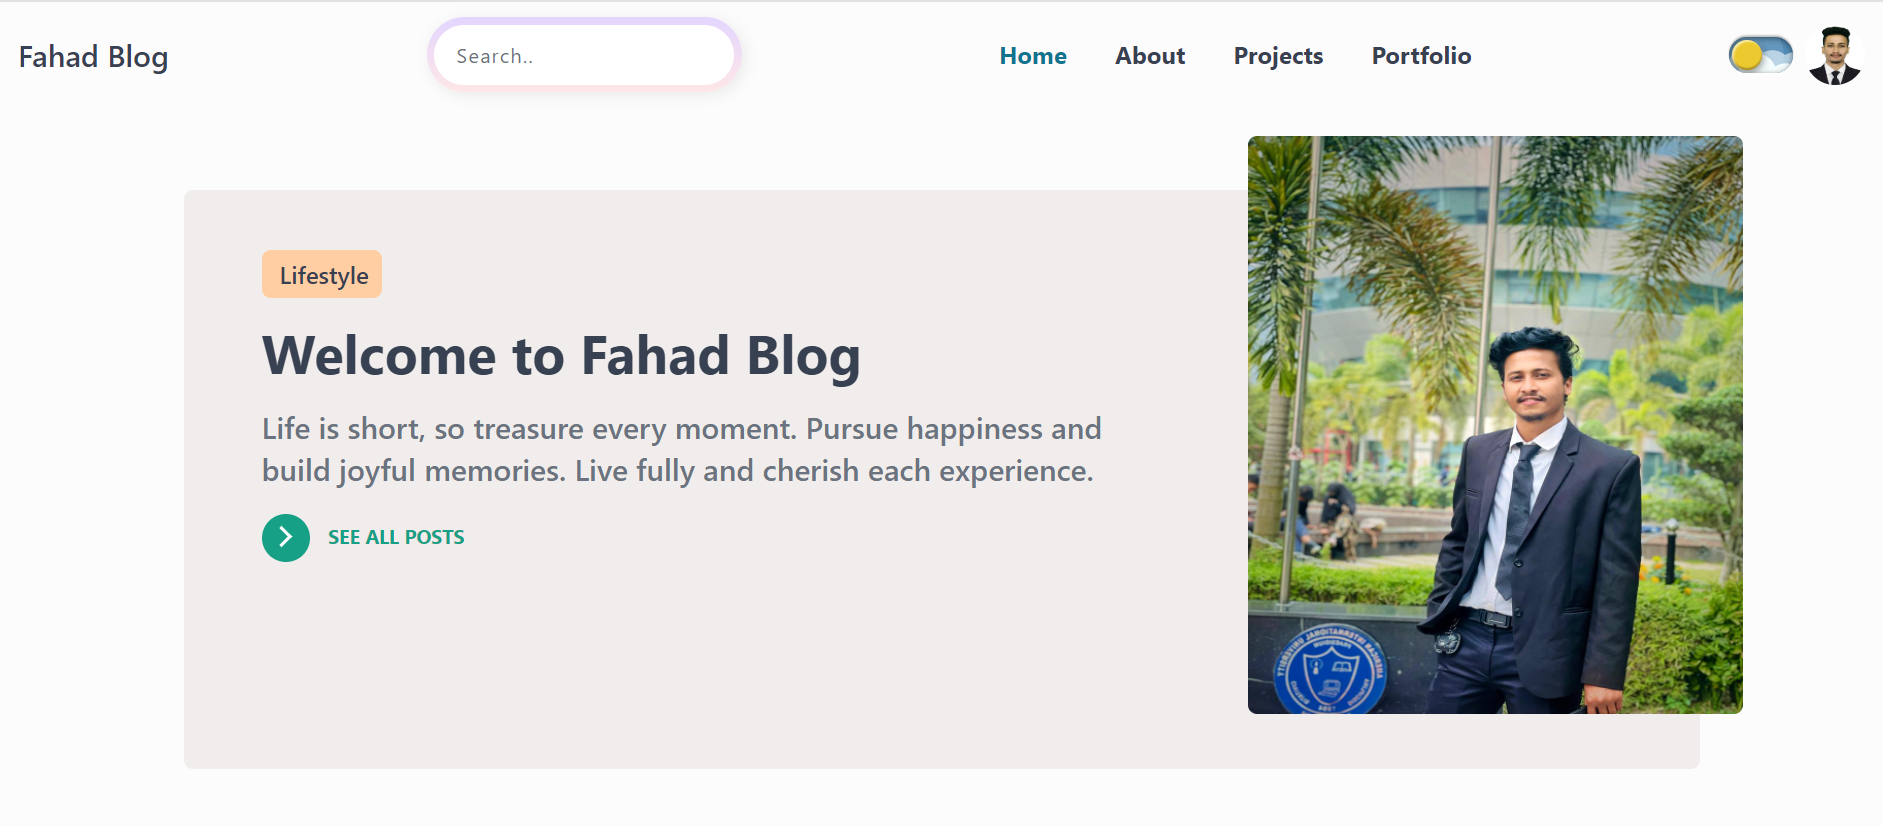 Fahad Blog
Search..
Home
About
Projects
Portfolio
Lifestyle
Welcome to Fahad Blog
Life is short, so treasure every moment. Pursue happiness and
build joyful memories. Live fully and cherish each experience.
SEE ALL POSTS